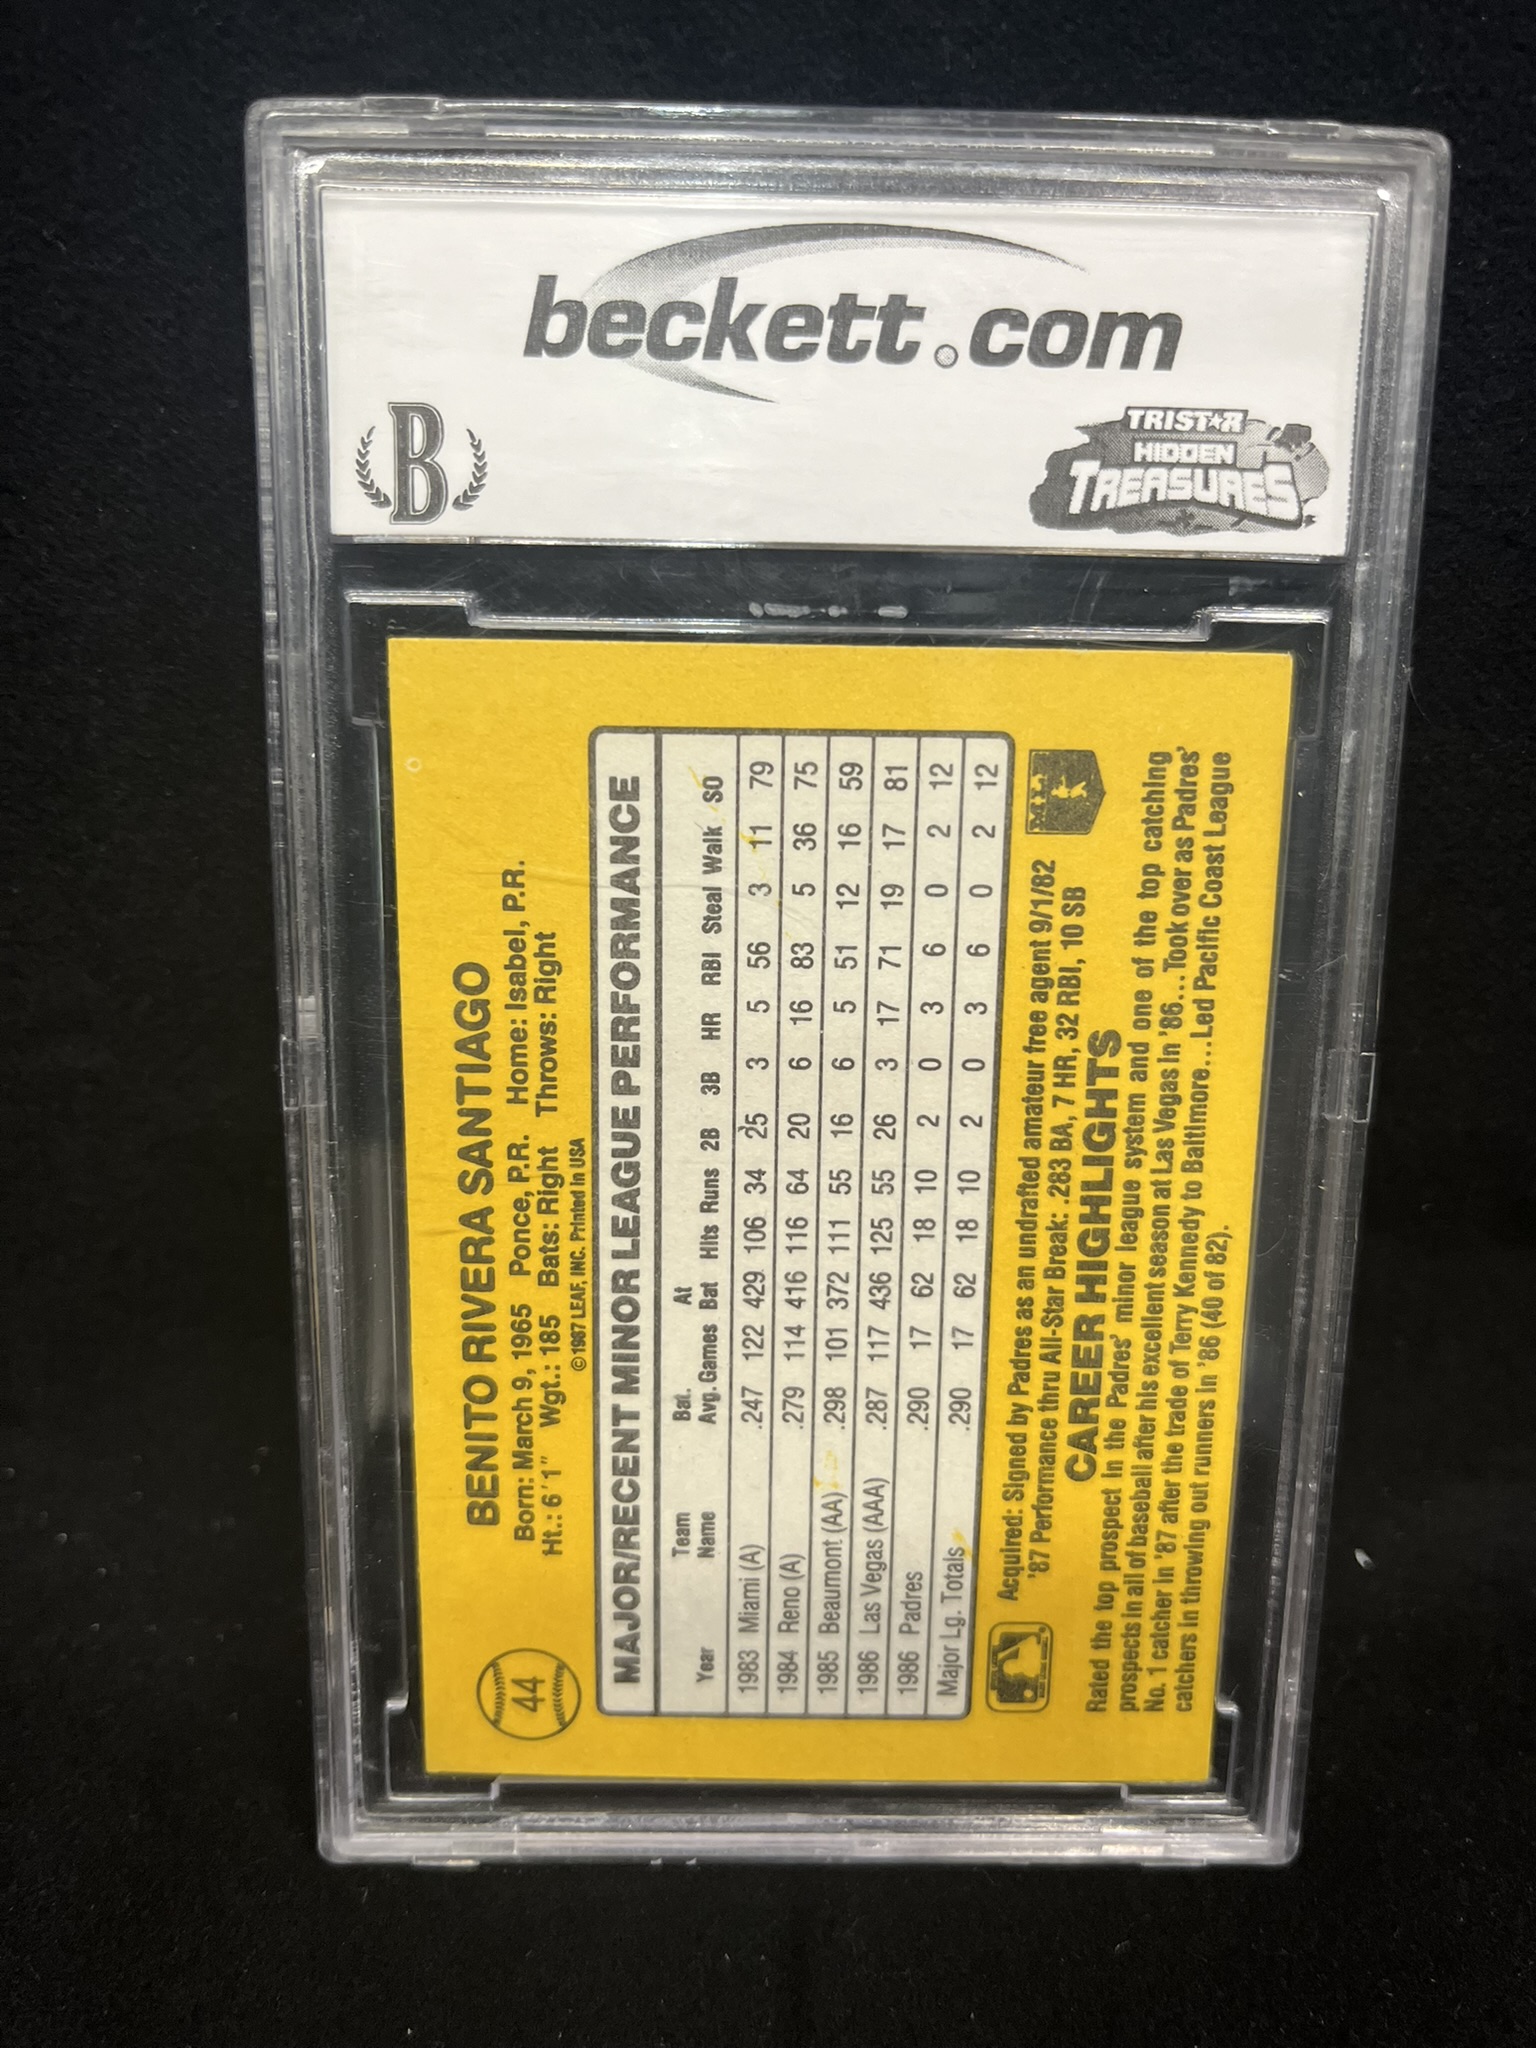 beckett.com
B
TRISTAR
HIDDEN
TREASURES
44
BENITO RIVERA SANTIAGO
Born: March 9, 1965 Ponce, P.R. Home: Isabel, P.R.
Ht.: 6'1" Wgt.: 185 Bats: Right Throws: Right
©1987 LEAF, INC. Printed in USA
MAJOR/RECENT MINOR LEAGUE PERFORMANCE
Team Bat. At
Year Name Avg. Games Bat Hits Runs 2B 3B HR RBI Steal Walk SO
1983 Miami (A) .247 122 429 106 34 25 3 5 56 3 11 79
1984 Reno (A) .279 114 416 116 64 20 6 16 83 5 36 75
1985 Beaumont (AA) .298 101 372 111 55 16 6 5 51 12 16 59
1986 Las Vegas (AAA) .287 117 436 125 55 26 3 17 71 19 17 81
1986 Padres .290 17 62 18 10 2 0 3 6 0 2 12
Major Lg. Totals .290 17 62 18 10 2 0 3 6 0 2 12
Acquired: Signed by Padres as an undrafted amateur free agent 9/1/82
'87 Performance thru All-Star Break: .283 BA, 7 HR, 32 RBI, 10 SB
CAREER HIGHLIGHTS
Rated the top prospect in the Padres' minor league system and one of the top catching
prospects in all of baseball after his excellent season at Las Vegas in '86...Took over as Padres'
No. 1 catcher in '87 after the trade of Terry Kennedy to Baltimore...Led Pacific Coast League
catchers in throwing out runners in '86 (40 of 82).